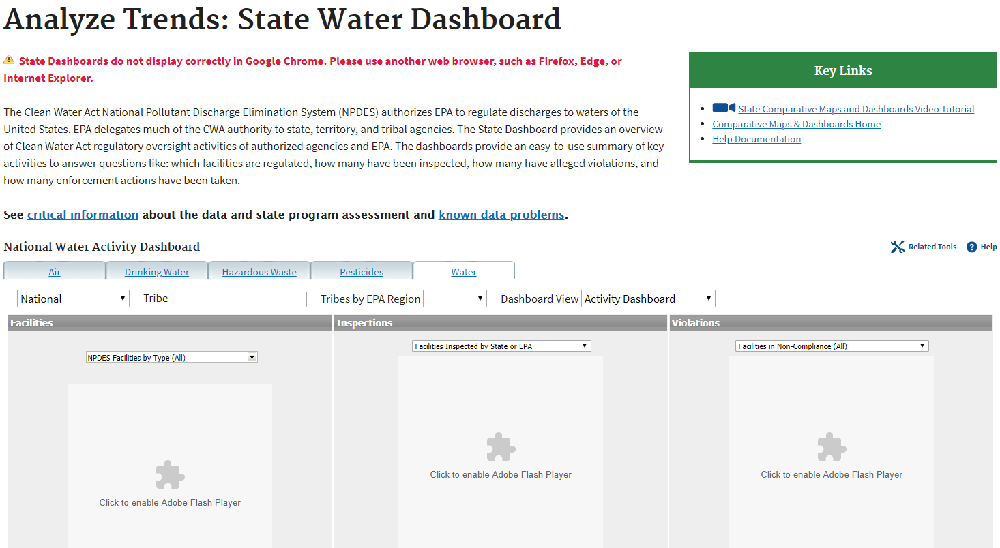 Analyze Trends: State Water Dashboard
State Dashboards do not display correctly in Google Chrome. Please use another web browser, such as Firefox, Edge, or
Internet Explorer.
The Clean Water Act National Pollutant Discharge Elimination System (NPDES) authorizes EPA to regulate discharges to waters of the
United States. EPA delegates much of the CWA authority to state, territory, and tribal agencies. The State Dashboard provides an overview
of Clean Water Act regulatory oversight activities of authorized agencies and EPA. The dashboards provide an easy-to-use summary of key
activities to answer questions like: which facilities are regulated, how many have been inspected, how many have alleged violations, and
how many enforcement actions have been taken.
See critical information about the data and state program assessment and known data problems.
Key Links
State Comparative Maps and Dashboards Video Tutorial
Comparative Maps & Dashboards Home
Help Documentation
National Water Activity Dashboard
Related Tools
Help
Air
Drinking Water
Hazardous Waste
Pesticides
Water
National
Tribe
Tribes by EPA Region
Dashboard View
Activity Dashboard
Facilities
NPDES Facilities by Type (All)
Click to enable Adobe Flash Player
Inspections
Facilities Inspected by State or EPA
Click to enable Adobe Flash Player
Violations
Facilities in Non-Compliance (All)
Click to enable Adobe Flash Player